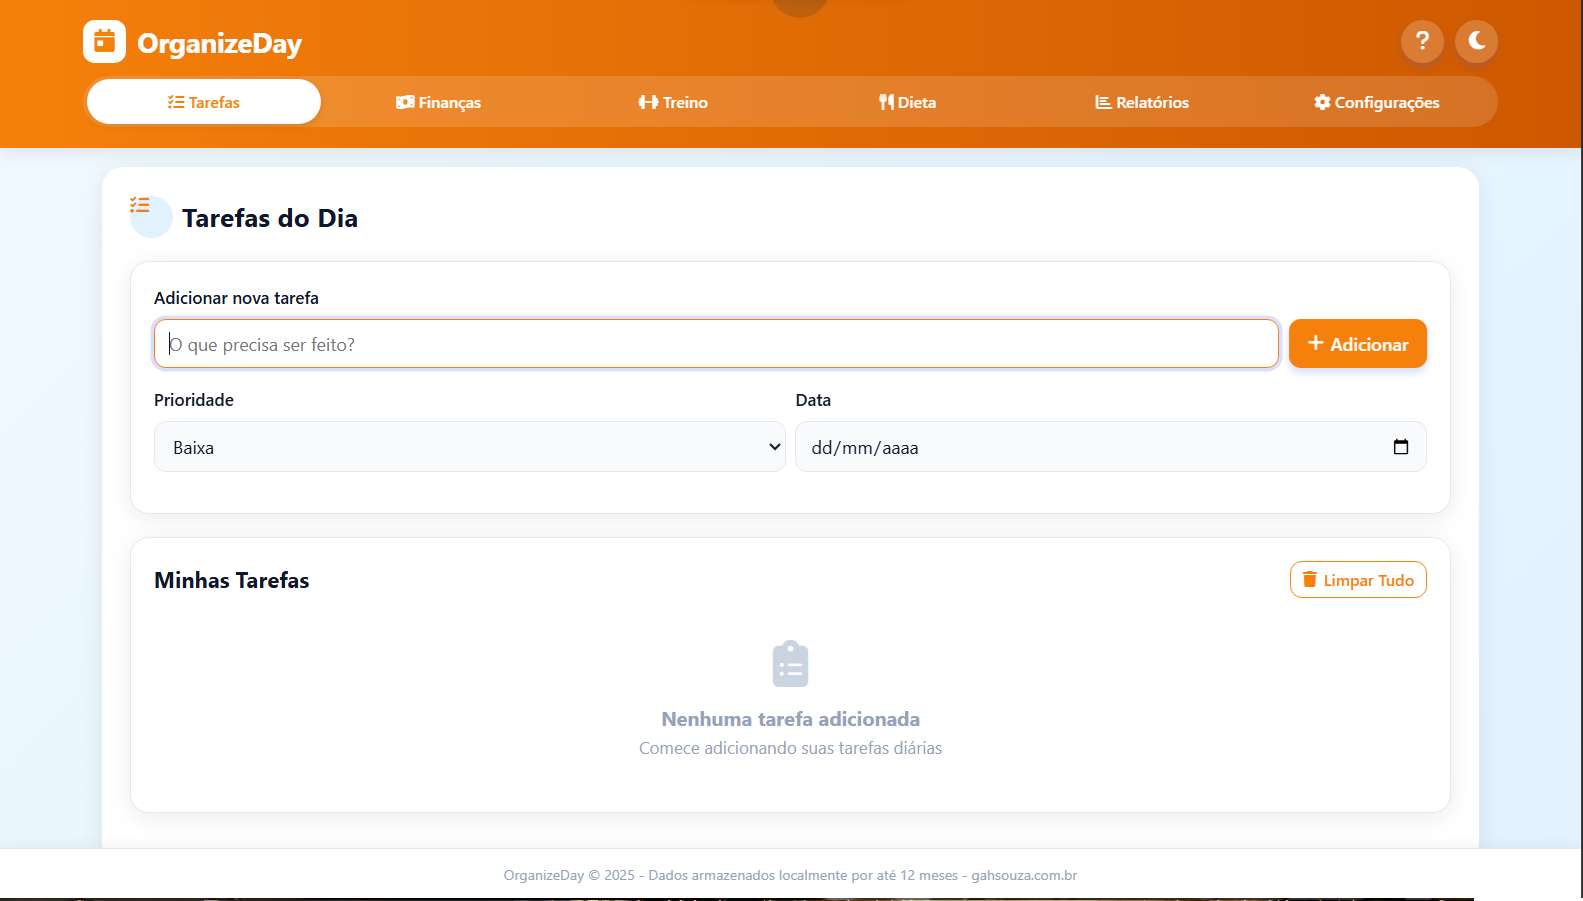 OrganizeDay
?
Tarefas
Finanças
Treino
Dieta
Relatórios
Configurações
Tarefas do Dia
Adicionar nova tarefa
O que precisa ser feito?
+ Adicionar
Prioridade
Data
Baixa
dd/mm/aaaa
Minhas Tarefas
Limpar Tudo
Nenhuma tarefa adicionada
Comece adicionando suas tarefas diárias
OrganizeDay © 2025 - Dados armazenados localmente por até 12 meses - gahsouza.com.br